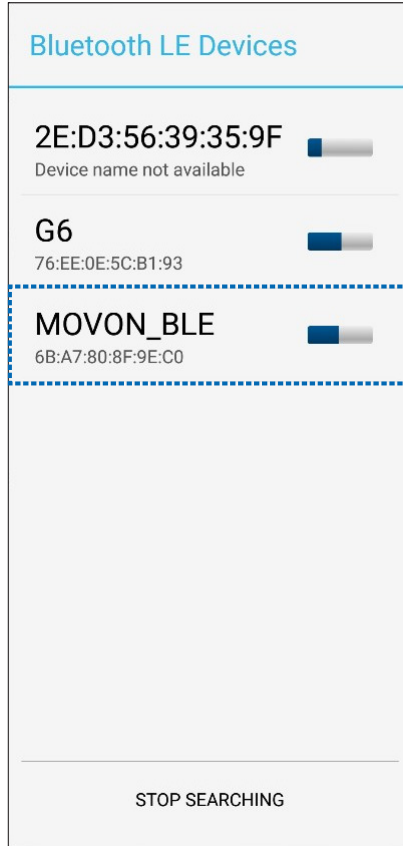 Bluetooth LE Devices
2E:D3:56:39:35:9F
Device name not available
G6
76:EE:0E:5C:B1:93
MOVON_BLE
6B:A7:80:8F:9E:C0
STOP SEARCHING